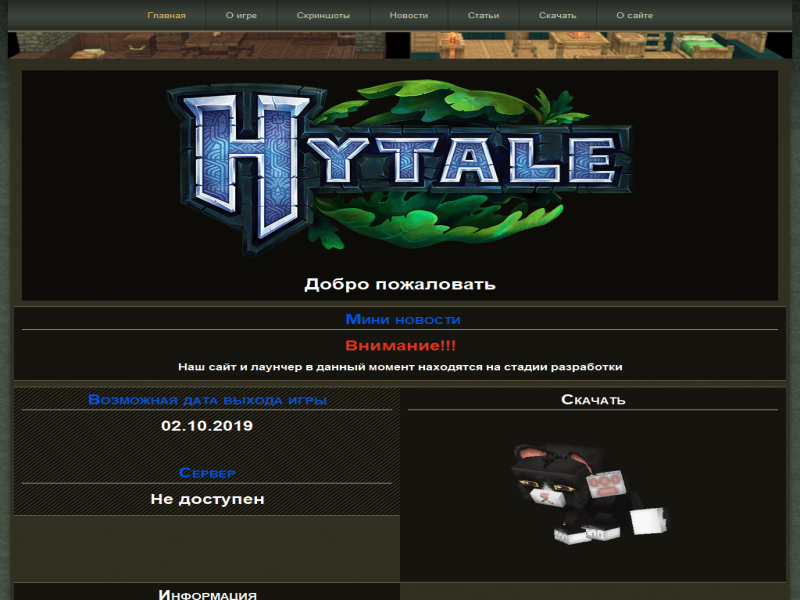 Главная О игре Скриншоты Новости Статьи Скачать О сайте
HYTALE
Добро пожаловать
Мини новости
Внимание!!!
Наш сайт и лаунчер в данный момент находятся на стадии разработки
Возможная дата выхода игры
02.10.2019
Сервер
Не доступен
Скачать
Информация